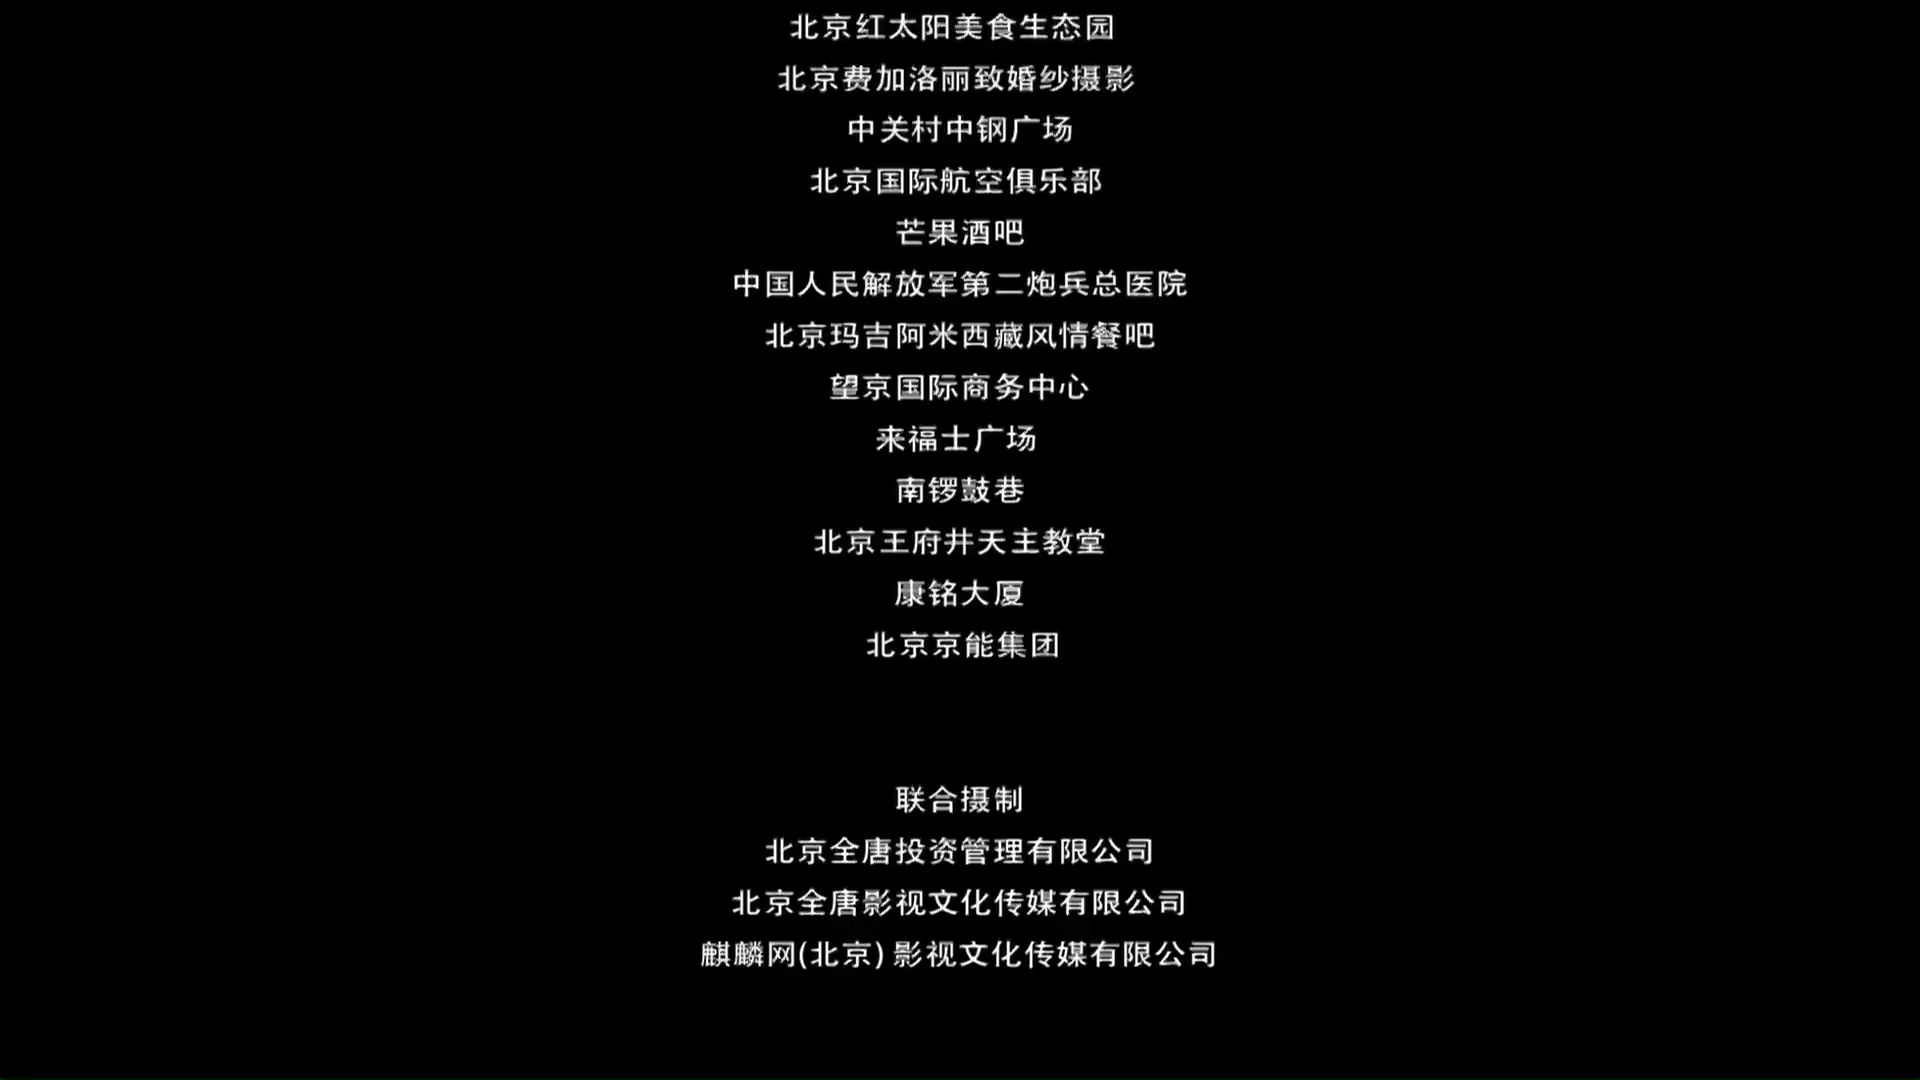 北京红太阳美食生态园
北京费加洛丽致婚纱摄影
中关村中钢广场
北京国际航空俱乐部
芒果酒吧
中国人民解放军第二炮兵总医院
北京玛吉阿米西藏风情餐吧
望京国际商务中心
来福士广场
南锣鼓巷
北京王府井天主教堂
康铭大厦
北京京能集团
联合摄制
北京全唐投资管理有限公司
北京全唐影视文化传媒有限公司
麒麟网(北京)影视文化传媒有限公司